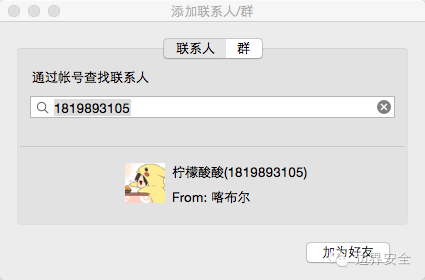 添加联系人/群
联系人 群
通过帐号查找联系人
1819893105
柠檬酸酸(1819893105)
From: 喀布尔
加为好友
边界安全